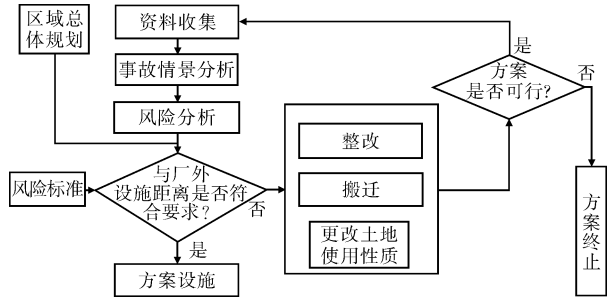 区域总
体规划
资料收集
事故情景分析
风险分析
风险标准
与厂外
设施距离是否符
合要求?
否
是
方案设施
整改
搬迁
更改土地
使用性质
方案
是否可行?
是
否
方案终止